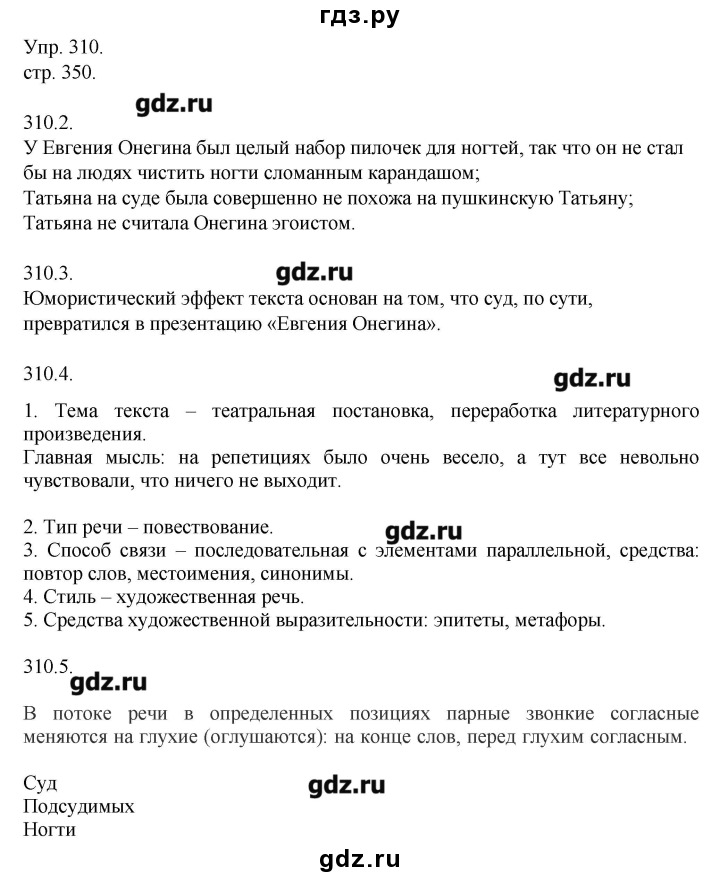 гдз.ру
Упр. 310.
стр. 350.
gdz.ru
310.2.
У Евгения Онегина был целый набор пилочек для ногтей, так что он не стал
бы на людях чистить ногти сломанным карандашом;
Татьяна на суде была совершенно не похожа на пушкинскую Татьяну;
Татьяна не считала Онегина эгоистом.
310.3.
gdz.ru
Юмористический эффект текста основан на том, что суд, по сути,
превратился в презентацию «Евгения Онегина».
310.4.
gdz.ru
1. Тема текста – театральная постановка, переработка литературного
произведения.
Главная мысль: на репетициях было очень весело, а тут все невольно
чувствовали, что ничего не выходит.
2. Тип речи – повествование.
gdz.ru
3. Способ связи – последовательная с элементами параллельной, средства:
повтор слов, местоимения, синонимы.
4. Стиль – художественная речь.
5. Средства художественной выразительности: эпитеты, метафоры.
310.5.
gdz.ru
В потоке речи в определенных позициях парные звонкие согласные
меняются на глухие (оглушаются): на конце слов, перед глухим согласным.
Суд
gdz.ru
Подсудимых
Ногти
gdz.ru